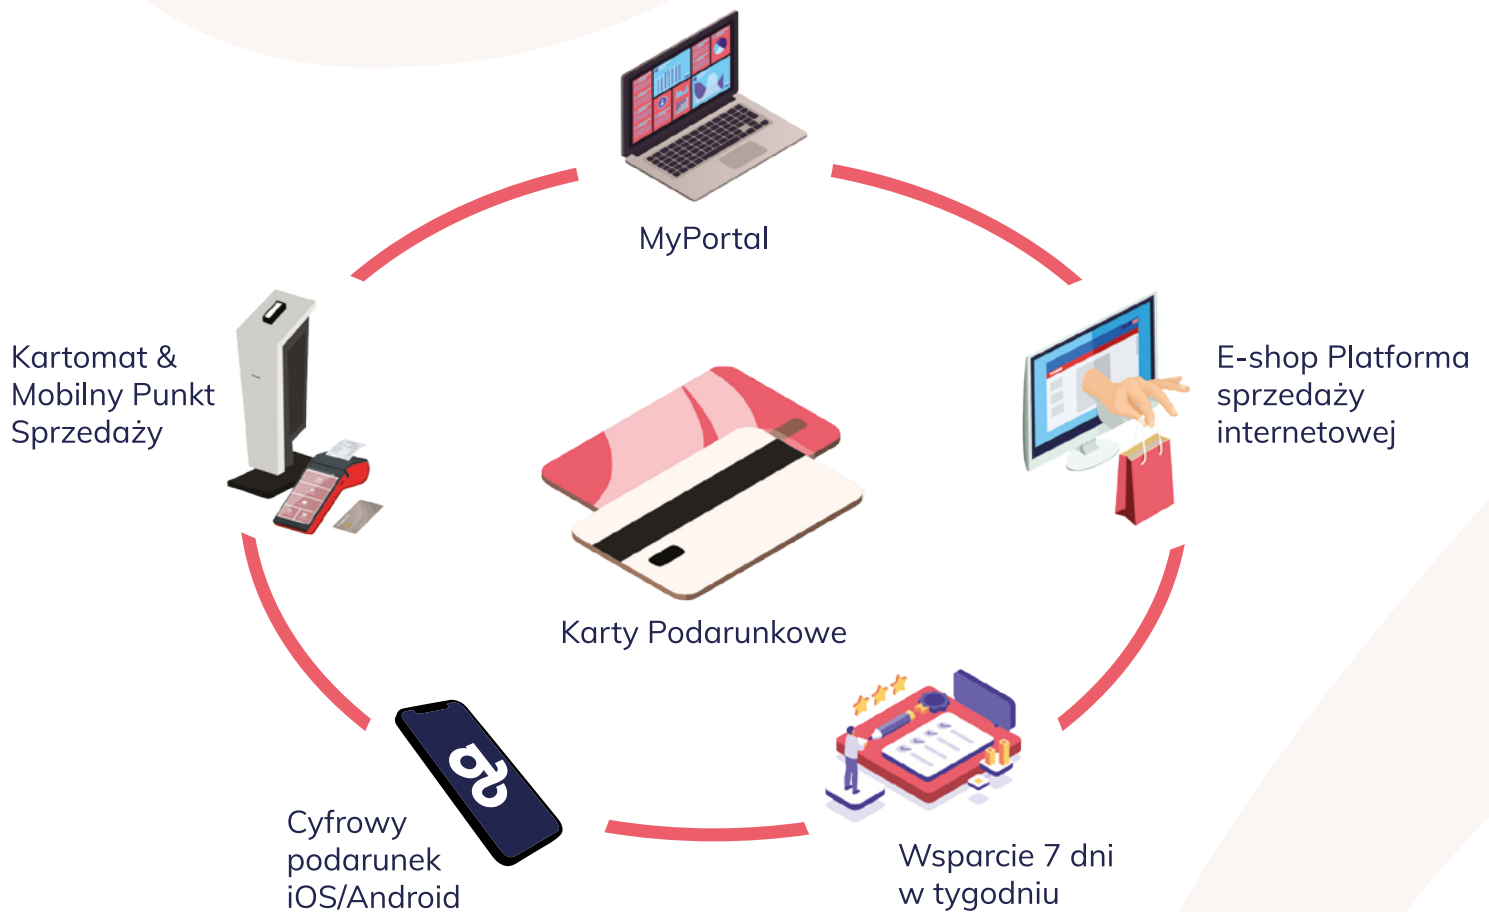 MyPortal
Kartomat &
Mobilny Punkt
Sprzedaży
E-shop Platforma
sprzedaży
internetowej
Karty Podarunkowe
Cyfrowy
podarunek
iOS/Android
Wsparcie 7 dni
w tygodniu